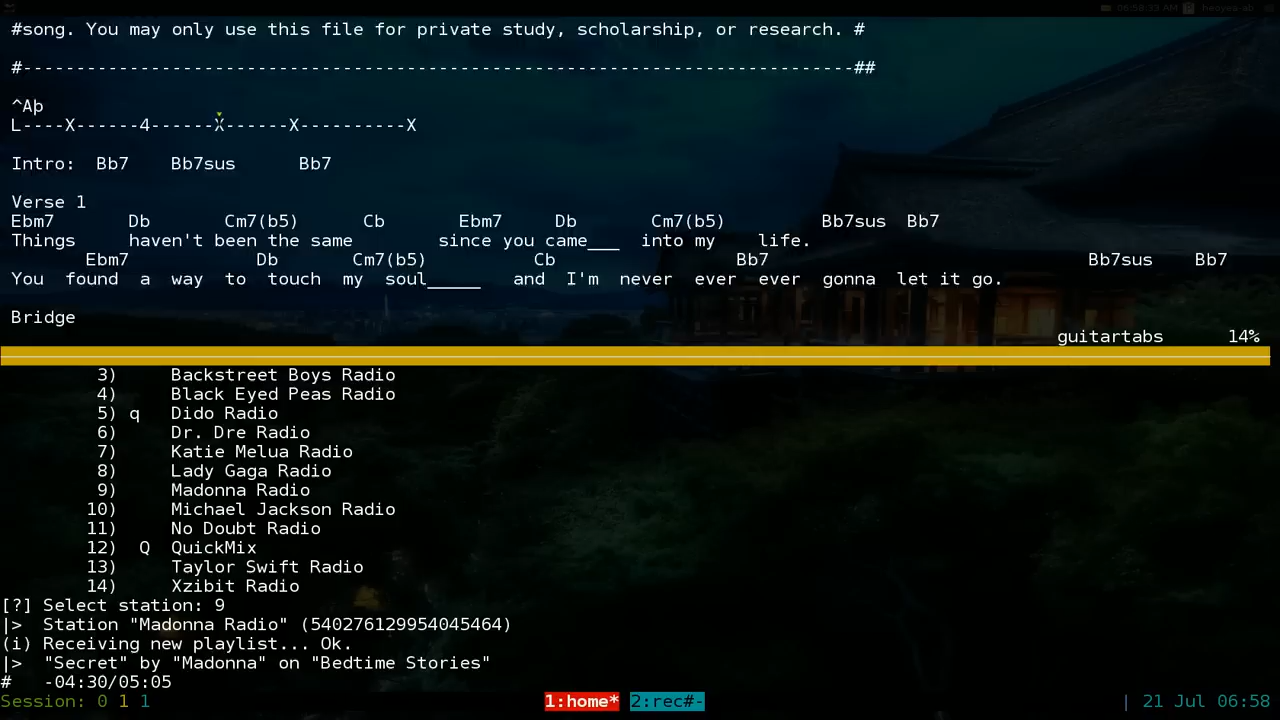 #song. You may only use this file for private study, scholarship, or research. #
#------------------------------------------------------------------------------##
^Aþ
L----X------4------X------X----------X
Intro:  Bb7    Bb7sus      Bb7
Verse 1
Ebm7       Db       Cm7(b5)      Cb       Ebm7     Db       Cm7(b5)         Bb7sus  Bb7
Things     haven't been the same        since you came___  into my    life.
       Ebm7            Db       Cm7(b5)          Cb                 Bb7                              Bb7sus    Bb7
You  found  a  way  to  touch  my  soul_____   and  I'm  never  ever  ever  gonna  let it go.
Bridge
guitartabs      14%
3)     Backstreet Boys Radio
4)     Black Eyed Peas Radio
5) q   Dido Radio
6)     Dr. Dre Radio
7)     Katie Melua Radio
8)     Lady Gaga Radio
9)     Madonna Radio
10)     Michael Jackson Radio
11)     No Doubt Radio
12)  Q  QuickMix
13)     Taylor Swift Radio
14)     Xzibit Radio
[?] Select station: 9
|>  Station "Madonna Radio" (540276129954045464)
(i) Receiving new playlist... Ok.
|>  "Secret" by "Madonna" on "Bedtime Stories"
#   -04:30/05:05
Session: 0 1 1    1:home* 2:rec#-    | 21 Jul 06:58